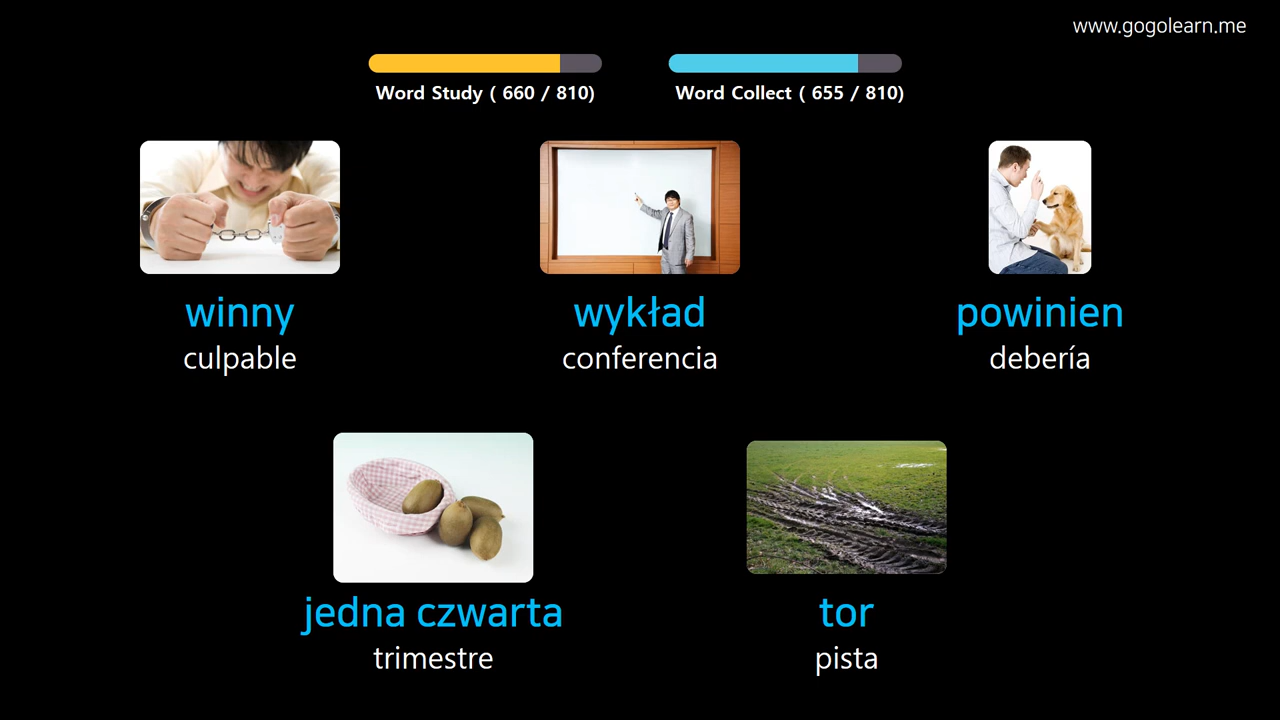 www.gogolearn.me
Word Study ( 660 / 810)
Word Collect ( 655 / 810)
winny
culpable
wykład
conferencia
powinien
debería
jedna czwarta
trimestre
tor
pista